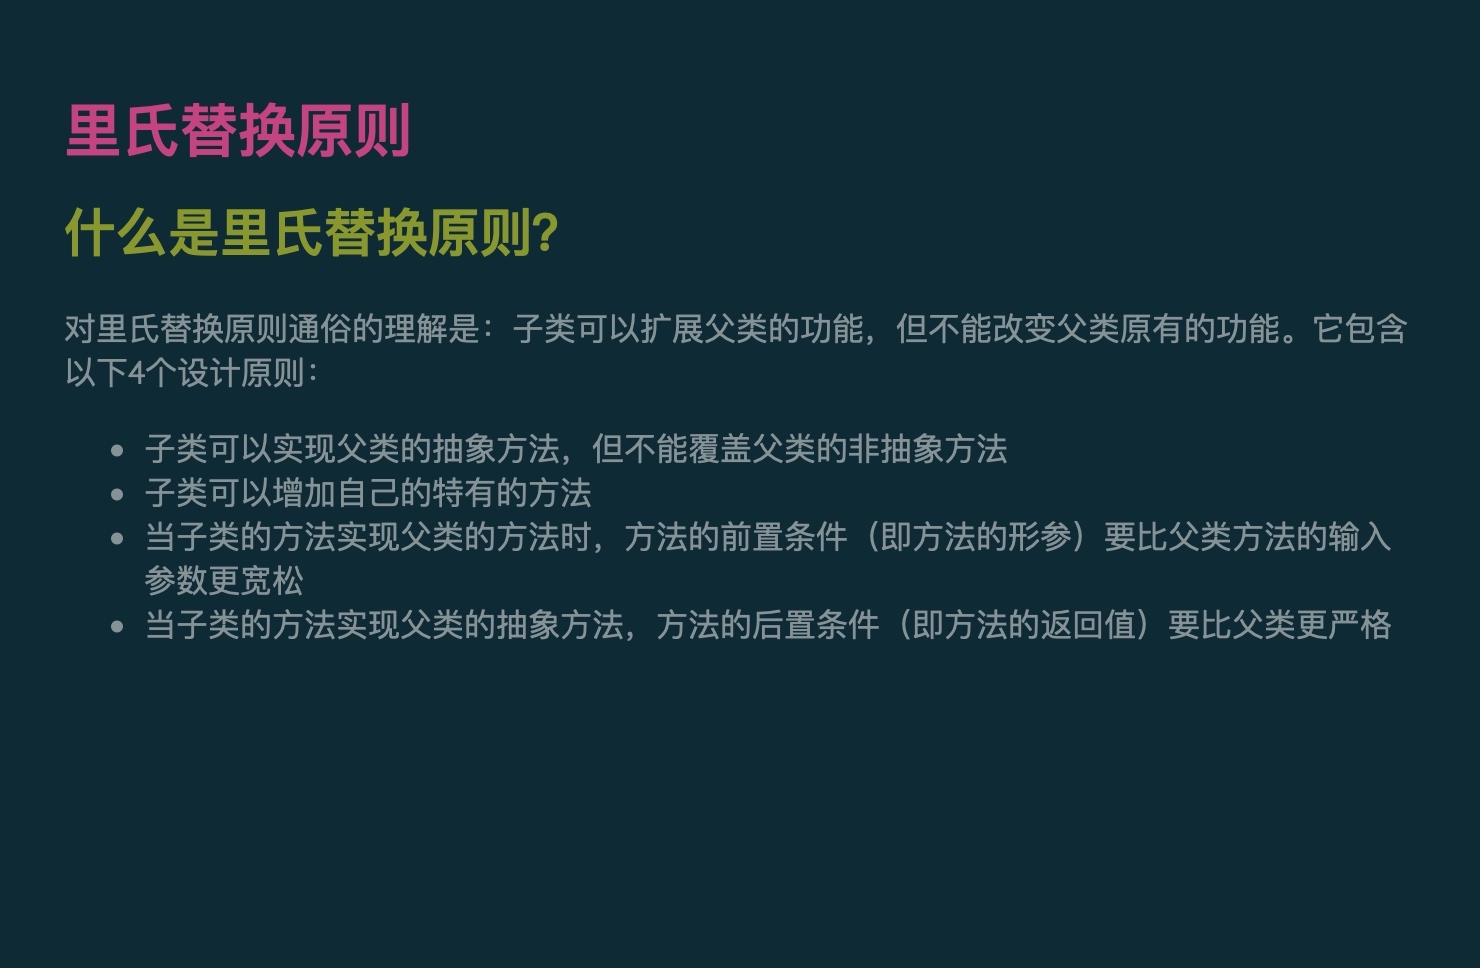 里氏替换原则
什么是里氏替换原则?
对里氏替换原则通俗的理解是：子类可以扩展父类的功能，但不能改变父类原有的功能。它包含
以下4个设计原则：
子类可以实现父类的抽象方法，但不能覆盖父类的非抽象方法
子类可以增加自己的特有的方法
当子类的方法实现父类的方法时，方法的前置条件（即方法的形参）要比父类方法的输入
参数更宽松
当子类的方法实现父类的抽象方法，方法的后置条件（即方法的返回值）要比父类更严格